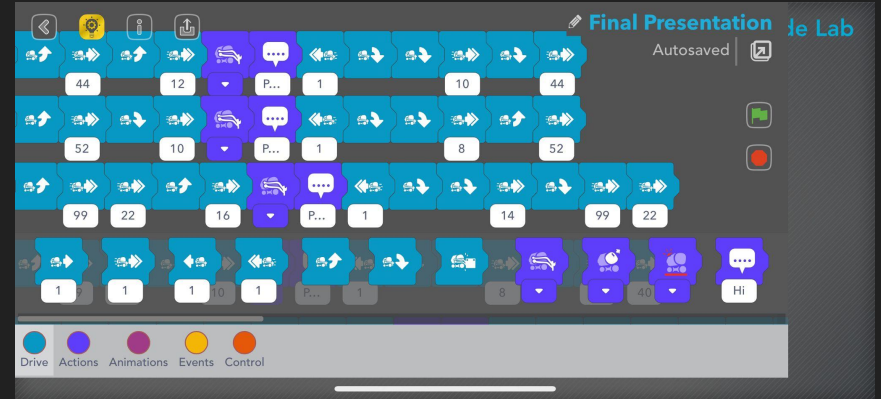 Final Presentation
de Lab
Autosaved
44 12 P... 1 10 44
52 10 P... 1 8 52
99 22 16 P... 1 14 99 22
1 1 1 1 Hi
10 P... 1 8 40
Drive Actions Animations Events Control